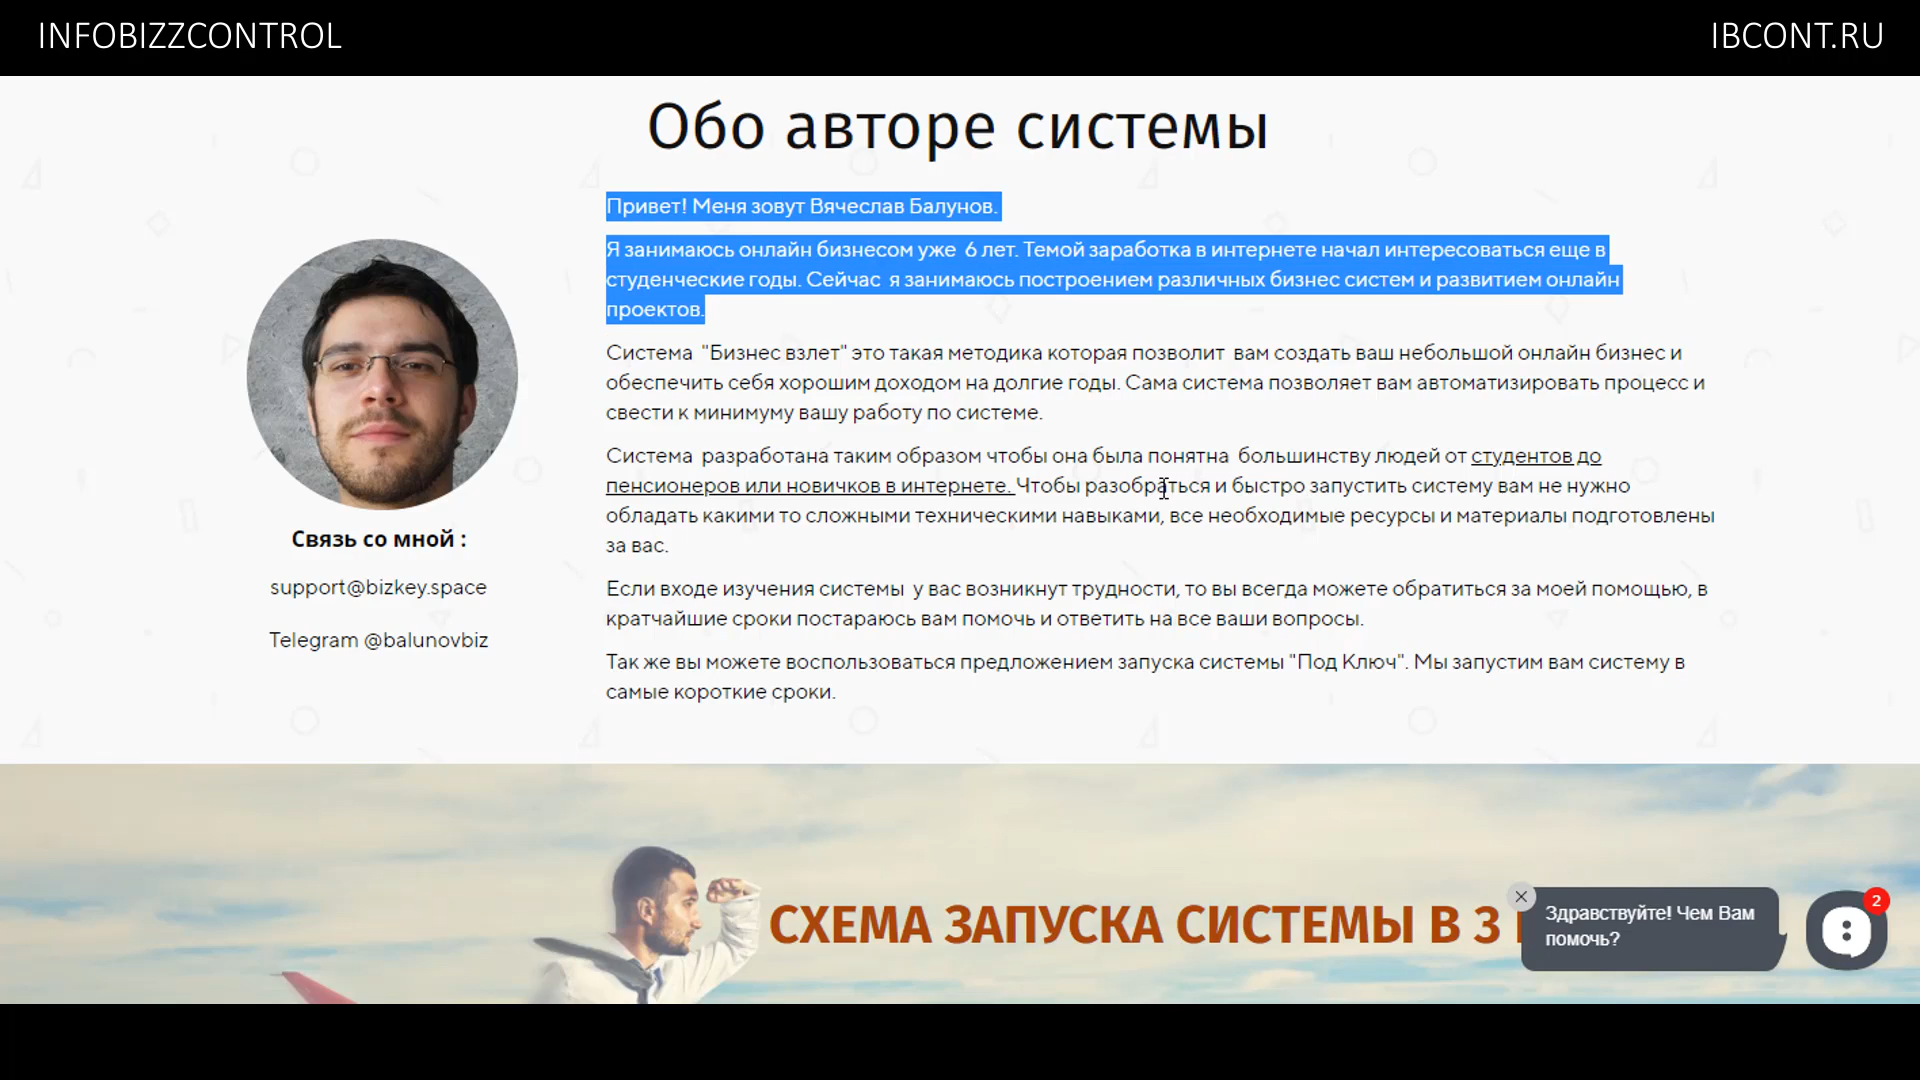 INFOBIZZCONTROL
IBCONT.RU
Обо авторе системы
Привет! Меня зовут Вячеслав Балунов.
Я занимаюсь онлайн бизнесом уже 6 лет. Темой заработка в интернете начал интересоваться еще в
студенческие годы. Сейчас я занимаюсь построением различных бизнес систем и развитием онлайн
проектов.
Система "Бизнес взлет" это такая методика которая позволит вам создать ваш небольшой онлайн бизнес и
обеспечить себя хорошим доходом на долгие годы. Сама система позволяет вам автоматизировать процесс и
свести к минимуму вашу работу по системе.
Система разработана таким образом чтобы она была понятна большинству людей от студентов до
пенсионеров или новичков в интернете. Чтобы разобраться и быстро запустить систему вам не нужно
обладать какими то сложными техническими навыками, все необходимые ресурсы и материалы подготовлены
за вас.
Если входе изучения системы у вас возникнут трудности, то вы всегда можете обратиться за моей помощью, в
кратчайшие сроки постараюсь вам помочь и ответить на все ваши вопросы.
Так же вы можете воспользоваться предложением запуска системы "Под Ключ". Мы запустим вам систему в
самые короткие сроки.
Связь со мной :
support@bizkey.space
Telegram @balunovbiz
СХЕМА ЗАПУСКА СИСТЕМЫ В 3
Здравствуйте! Чем Вам
помочь?
2